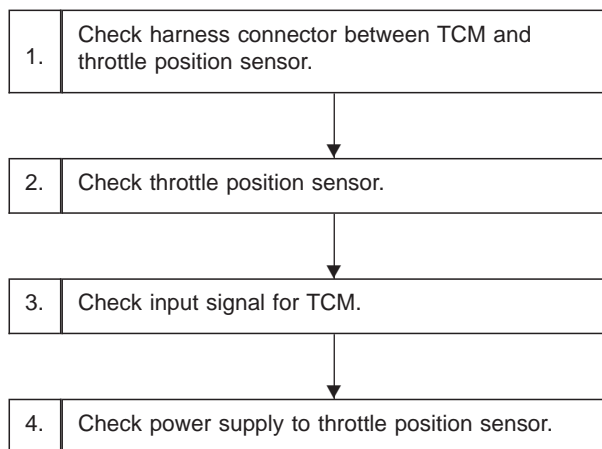 1. Check harness connector between TCM and
throttle position sensor.
2. Check throttle position sensor.
3. Check input signal for TCM.
4. Check power supply to throttle position sensor.